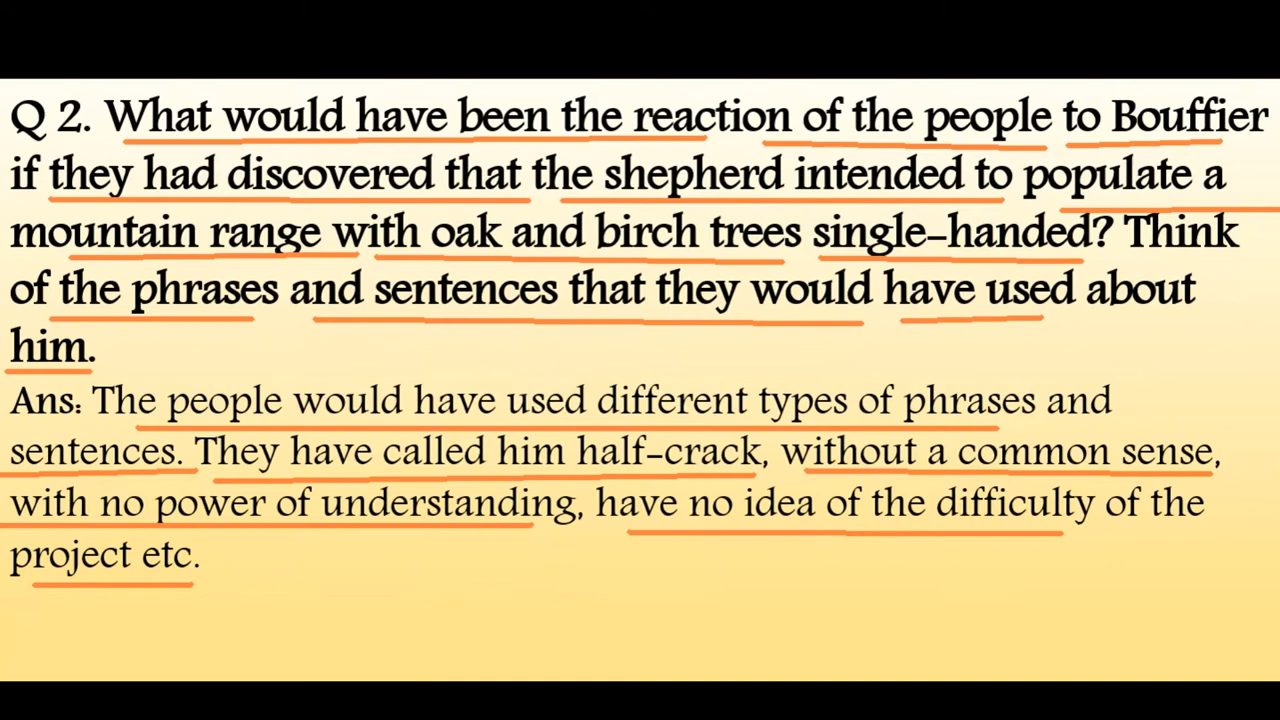 Q 2. What would have been the reaction of the people to Bouffier
if they had discovered that the shepherd intended to populate a
mountain range with oak and birch trees single-handed? Think
of the phrases and sentences that they would have used about
him.
Ans: The people would have used different types of phrases and
sentences. They have called him half-crack, without a common sense,
with no power of understanding, have no idea of the difficulty of the
project etc.